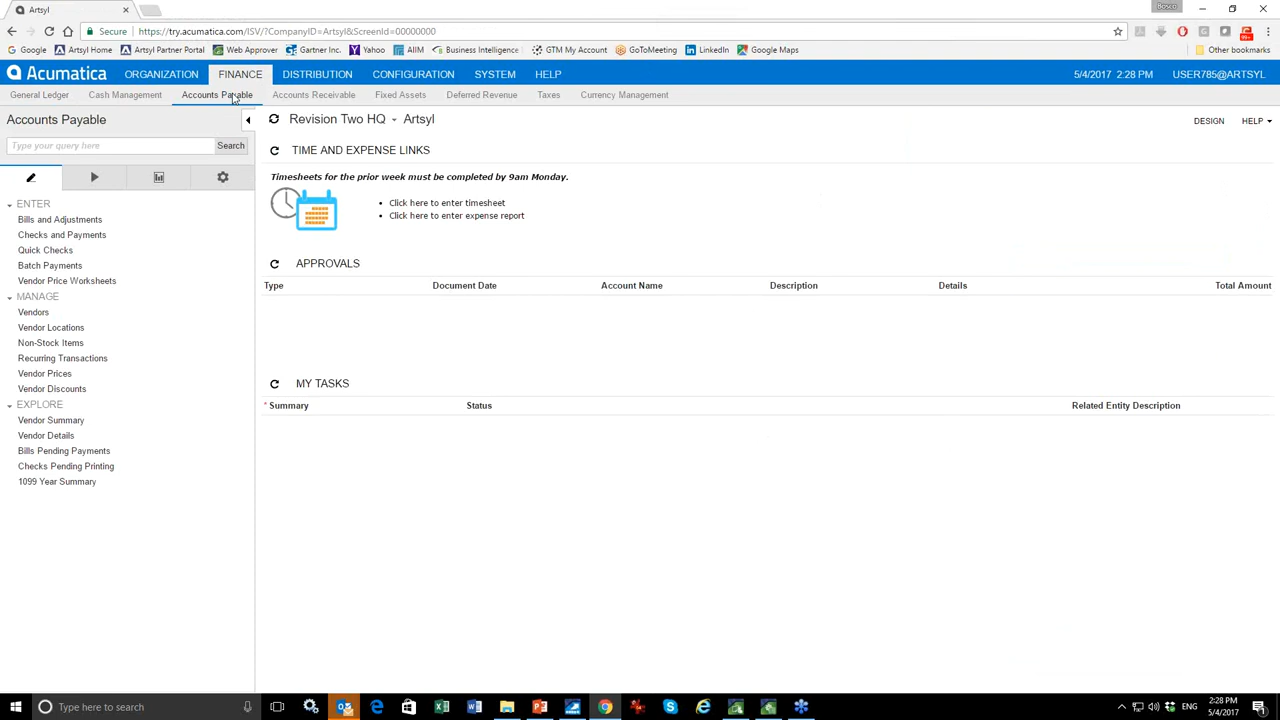 Artsyl
Bosco
Secure https://try.acumatica.com/ISV/?CompanyID=Artsyl&ScreenId=00000000
Google Artsyl Home Artsyl Partner Portal Web Approver Gartner Inc. Yahoo AIIM Business Intelligence GTM My Account GoToMeeting LinkedIn Google Maps Other bookmarks
Acumatica ORGANIZATION FINANCE DISTRIBUTION CONFIGURATION SYSTEM HELP 5/4/2017 2:28 PM USER785@ARTSYL
General Ledger Cash Management Accounts Payable Accounts Receivable Fixed Assets Deferred Revenue Taxes Currency Management
Accounts Payable
Type your query here Search
ENTER
Bills and Adjustments
Checks and Payments
Quick Checks
Batch Payments
Vendor Price Worksheets
MANAGE
Vendors
Vendor Locations
Non-Stock Items
Recurring Transactions
Vendor Prices
Vendor Discounts
EXPLORE
Vendor Summary
Vendor Details
Bills Pending Payments
Checks Pending Printing
1099 Year Summary
Revision Two HQ - Artsyl DESIGN HELP
TIME AND EXPENSE LINKS
Timesheets for the prior week must be completed by 9am Monday.
• Click here to enter timesheet
• Click here to enter expense report
APPROVALS
Type Document Date Account Name Description Details Total Amount
MY TASKS
* Summary Status Related Entity Description
Type here to search
2:28 PM
5/4/2017